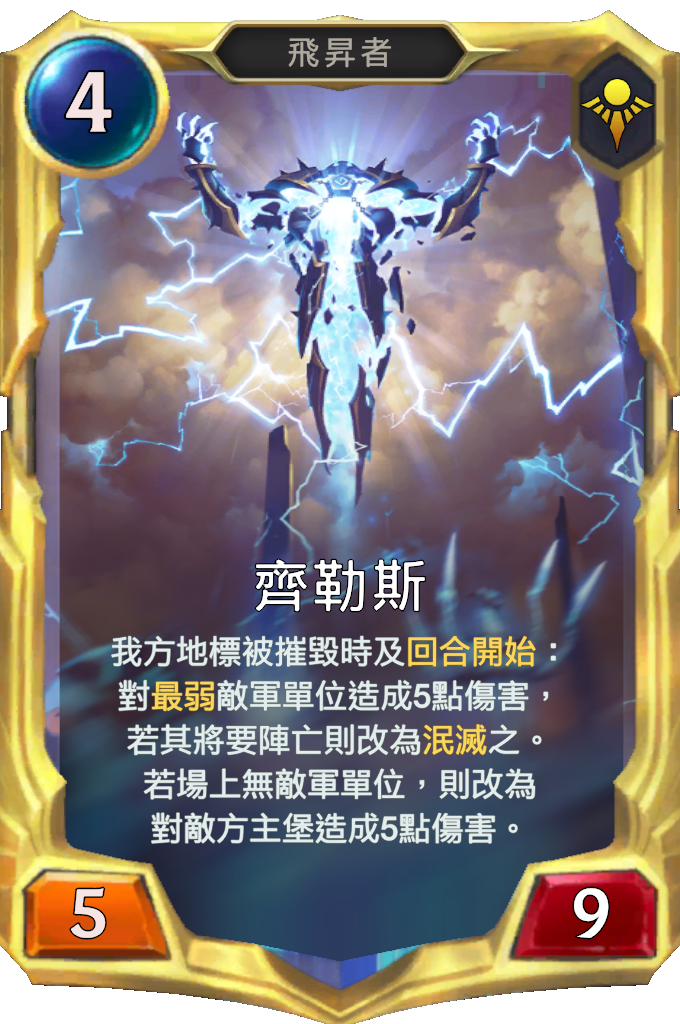 飛昇者
4
齊勒斯
我方地標被摧毀時及回合開始：
對最弱敵軍單位造成5點傷害，
若其將要陣亡則改為泯滅之。
若場上無敵軍單位，則改為
對敵方主堡造成5點傷害。
5
9